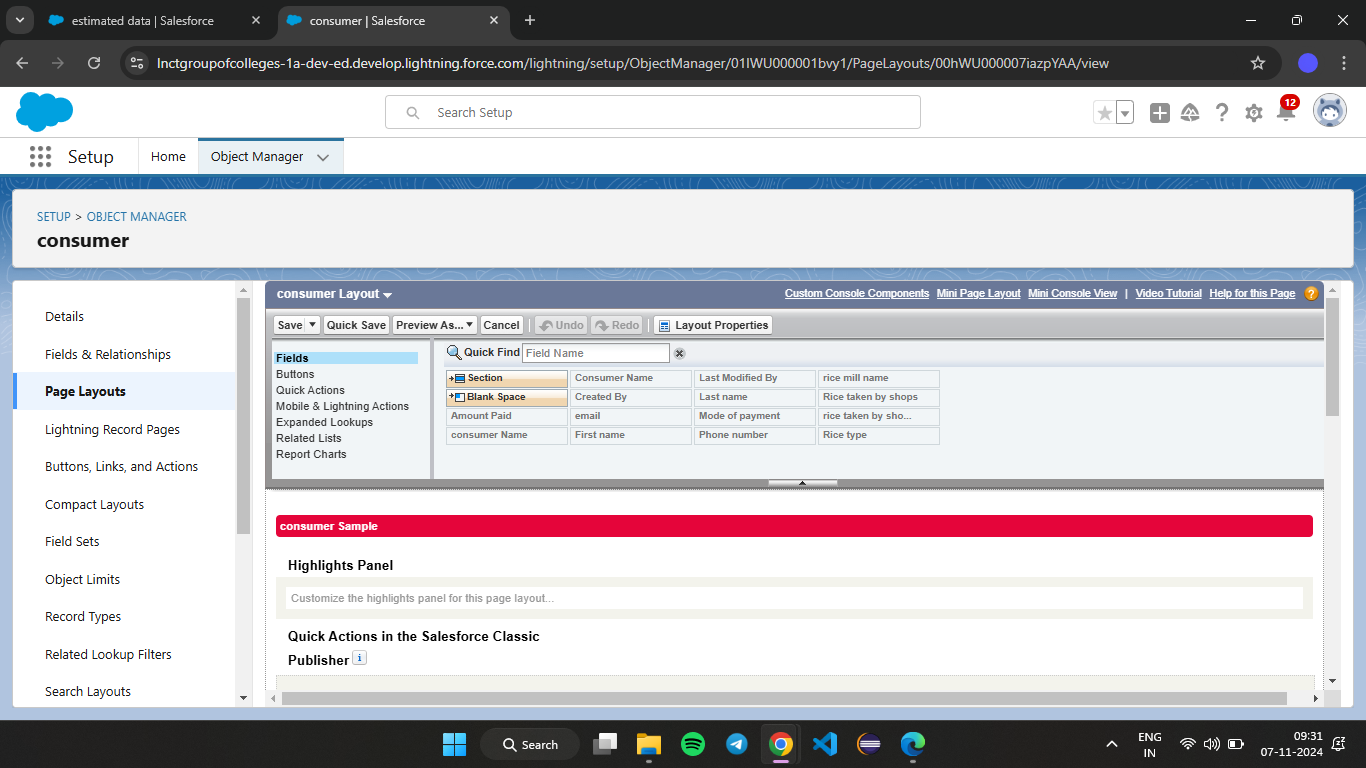 estimated data | Salesforce
consumer | Salesforce
lnctgroupofcolleges-1a-dev-ed.develop.lightning.force.com/lightning/setup/ObjectManager/01IWU000001bvy1/PageLayouts/00hWU000007iazpYAA/view
Search Setup
12
Setup
Home
Object Manager
SETUP > OBJECT MANAGER
consumer
Details
Fields & Relationships
Page Layouts
Lightning Record Pages
Buttons, Links, and Actions
Compact Layouts
Field Sets
Object Limits
Record Types
Related Lookup Filters
Search Layouts
consumer Layout
Custom Console Components Mini Page Layout Mini Console View | Video Tutorial Help for this Page ?
Save Quick Save Preview As... Cancel Undo Redo Layout Properties
Fields
Buttons
Quick Actions
Mobile & Lightning Actions
Expanded Lookups
Related Lists
Report Charts
Quick Find Field Name
Section Consumer Name Last Modified By rice mill name
Blank Space Created By Last name Rice taken by shops
Amount Paid email Mode of payment rice taken by sho...
consumer Name First name Phone number Rice type
consumer Sample
Highlights Panel
Customize the highlights panel for this page layout...
Quick Actions in the Salesforce Classic
Publisher i
Search
ENG
IN
09:31
07-11-2024